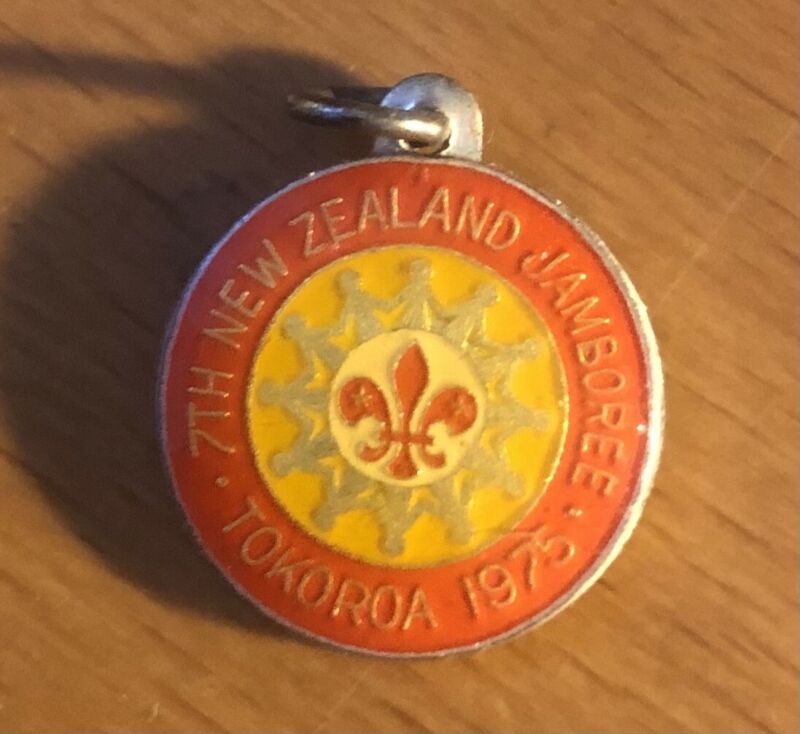 · 7TH NEW ZEALAND JAMBOREE ·
TOKOROA 1975